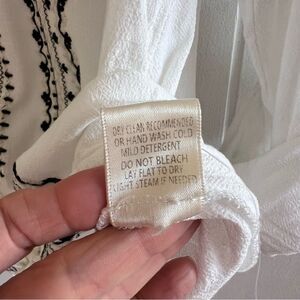 DRY CLEAN RECOMMENDED
OR HAND WASH COLD
MILD DETERGENT
DO NOT BLEACH
LAY FLAT TO DRY
LIGHT STEAM IF NEEDED